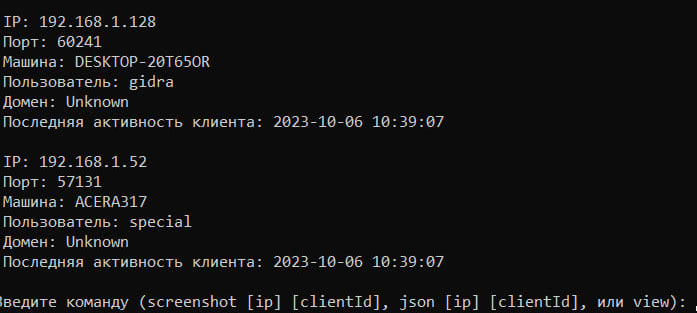 IP: 192.168.1.128
Порт: 60241
Машина: DESKTOP-20T65OR
Пользователь: gidra
Домен: Unknown
Последняя активность клиента: 2023-10-06 10:39:07
IP: 192.168.1.52
Порт: 57131
Машина: ACERA317
Пользователь: special
Домен: Unknown
Последняя активность клиента: 2023-10-06 10:39:07
Введите команду (screenshot [ip] [clientId], json [ip] [clientId], или view):